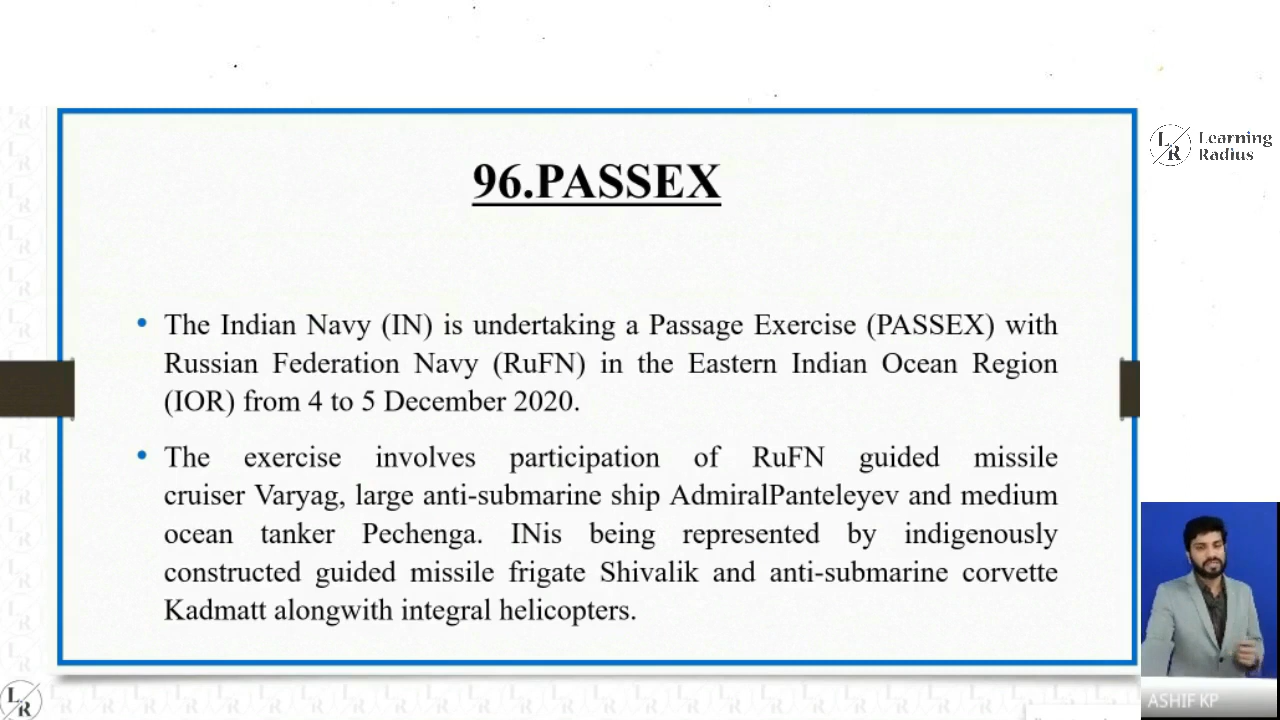 96.PASSEX
L R Learning
Radius
The Indian Navy (IN) is undertaking a Passage Exercise (PASSEX) with
Russian Federation Navy (RuFN) in the Eastern Indian Ocean Region
(IOR) from 4 to 5 December 2020.
The exercise involves participation of RuFN guided missile
cruiser Varyag, large anti-submarine ship AdmiralPanteleyev and medium
ocean tanker Pechenga. INis being represented by indigenously
constructed guided missile frigate Shivalik and anti-submarine corvette
Kadmatt alongwith integral helicopters.
L R
ASHIF KP